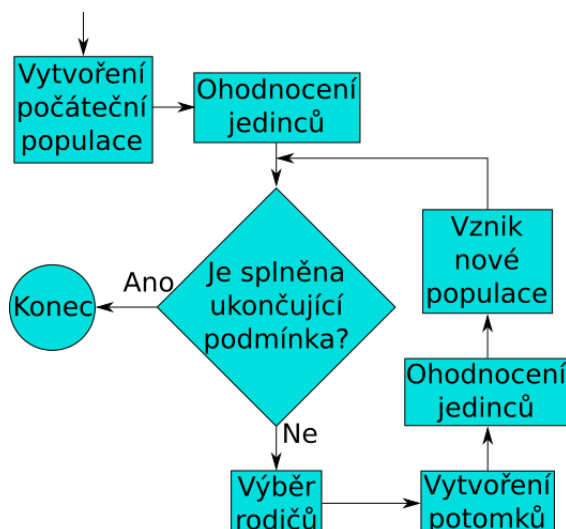 Vytvoření
počáteční
populace
Ohodnocení
jedinců
Je splněna
ukončující
podmínka?
Ano
Konec
Ne
Výběr
rodičů
Vytvoření
potomků
Ohodnocení
jedinců
Vznik
nové
populace